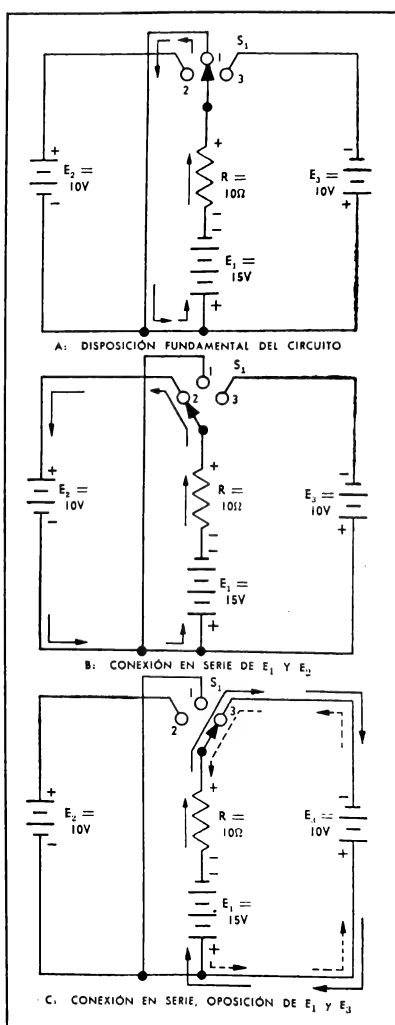 S₁
1
2
3
+
-
E₂ =
10V
+
R =
10Ω
-
-
E₁ =
15V
+
-
E₃ =
10V
+
A: DISPOSICIÓN FUNDAMENTAL DEL CIRCUITO
S₁
1
2
3
+
-
E₂ =
10V
+
R =
10Ω
-
-
E₁ =
15V
+
-
E₃ =
10V
+
B: CONEXIÓN EN SERIE DE E₁ Y E₂
S₁
1
2
3
+
-
E₂ =
10V
+
R =
10Ω
-
-
E₁ =
15V
+
-
E₃ =
10V
+
C: CONEXIÓN EN SERIE, OPOSICIÓN DE E₁ y E₃